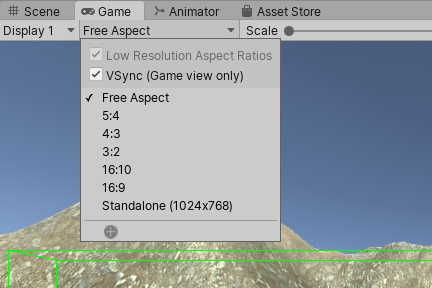 Scene Game Animator Asset Store
Display 1 Free Aspect Scale
Low Resolution Aspect Ratios
VSync (Game view only)
Free Aspect
5:4
4:3
3:2
16:10
16:9
Standalone (1024x768)